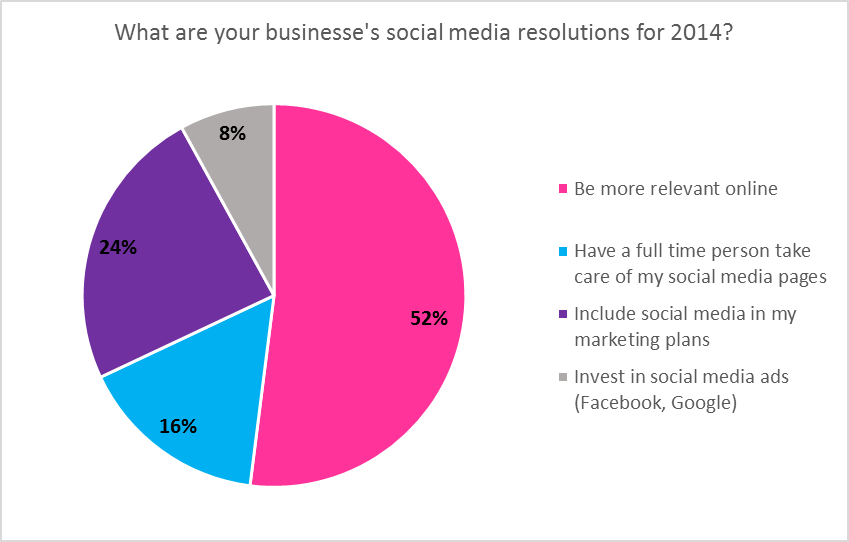 What are your businesse's social media resolutions for 2014?
8%
24%
52%
16%
Be more relevant online
Have a full time person take
care of my social media pages
Include social media in my
marketing plans
Invest in social media ads
(Facebook, Google)